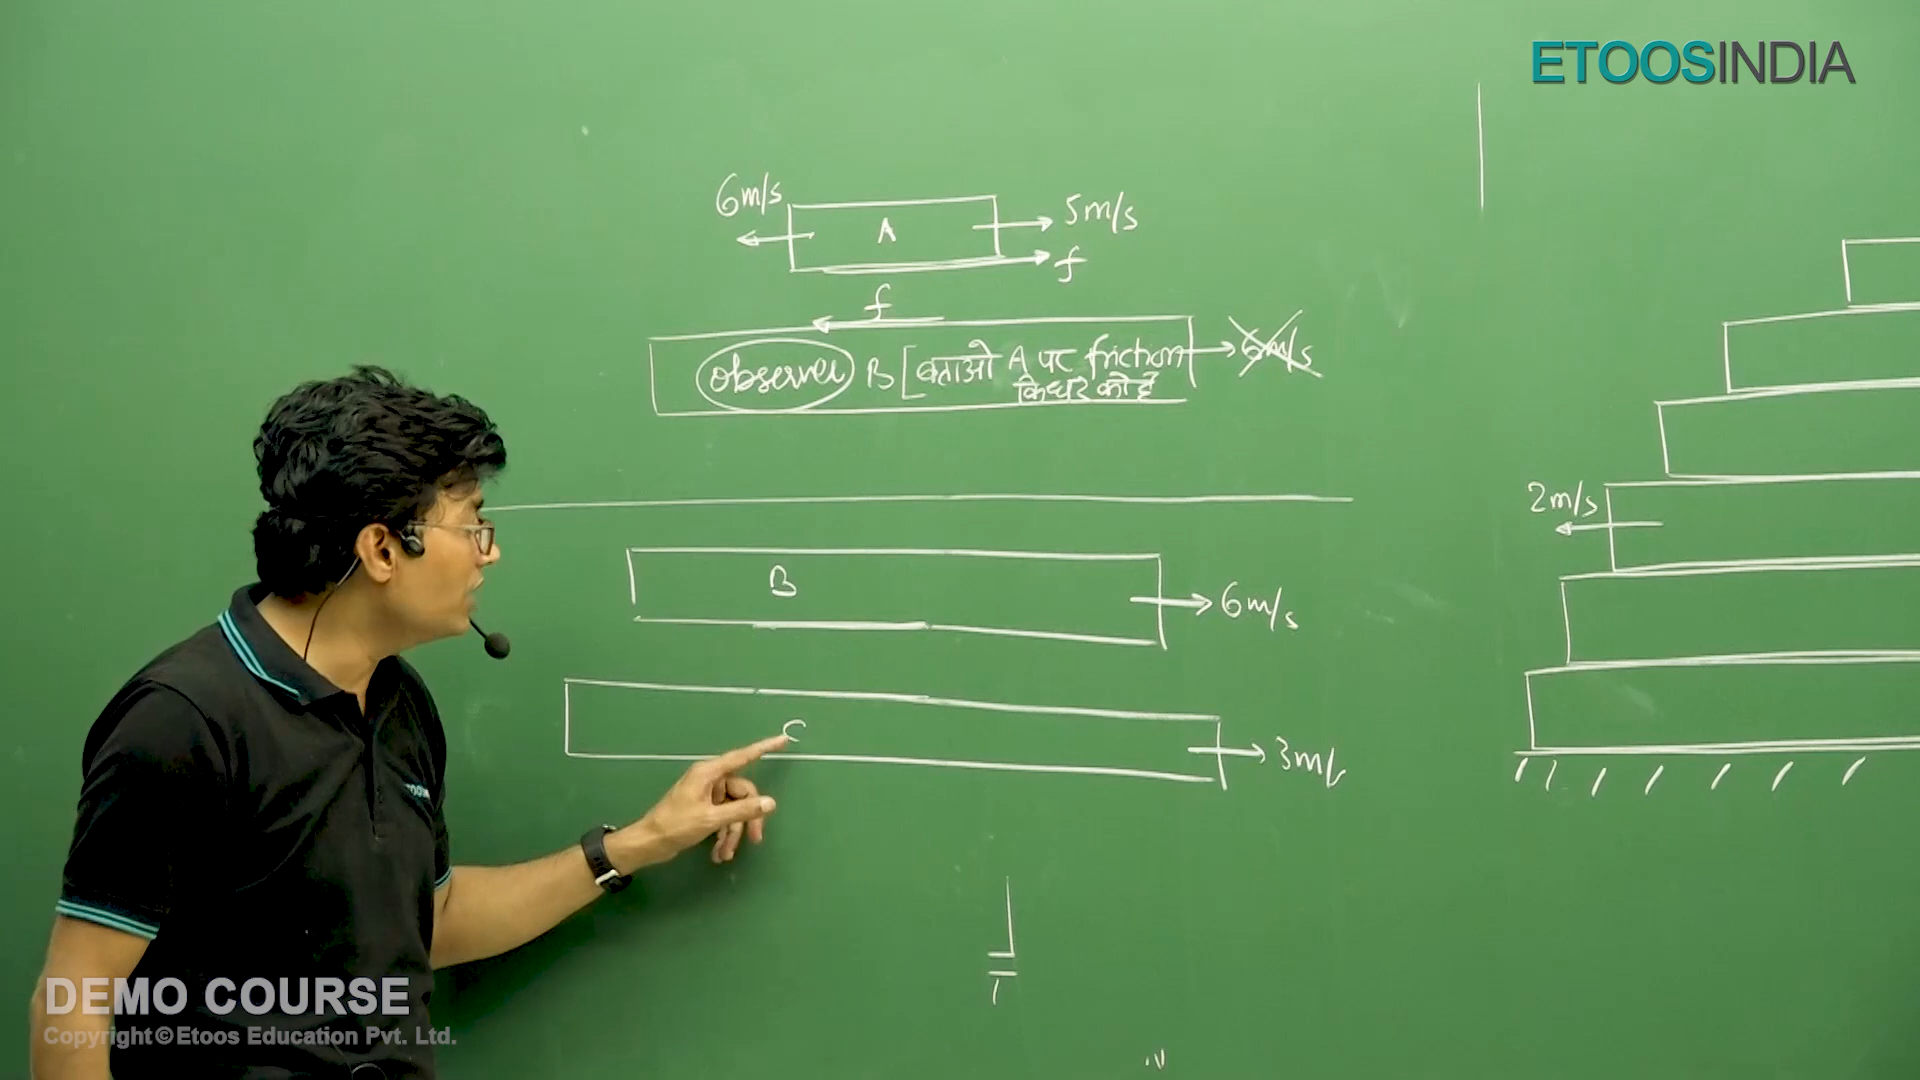 ETOOSINDIA
6m/s
A
5m/s
f
f
observer B [बताओ A पर friction
किधर को है
6m/s
2m/s
B
6m/s
C
3m/
DEMO COURSE
Copyright©Etoos Education Pvt. Ltd.